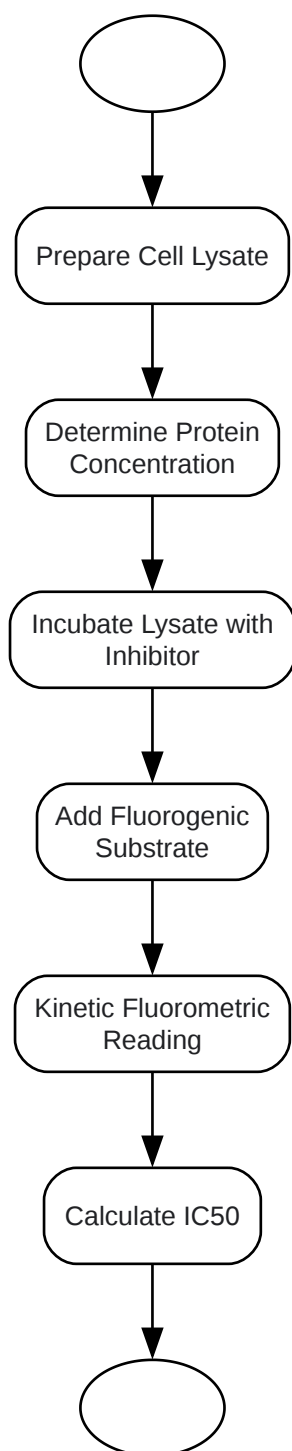 Prepare Cell Lysate
Determine Protein
Concentration
Incubate Lysate with
Inhibitor
Add Fluorogenic
Substrate
Kinetic Fluorometric
Reading
Calculate IC50